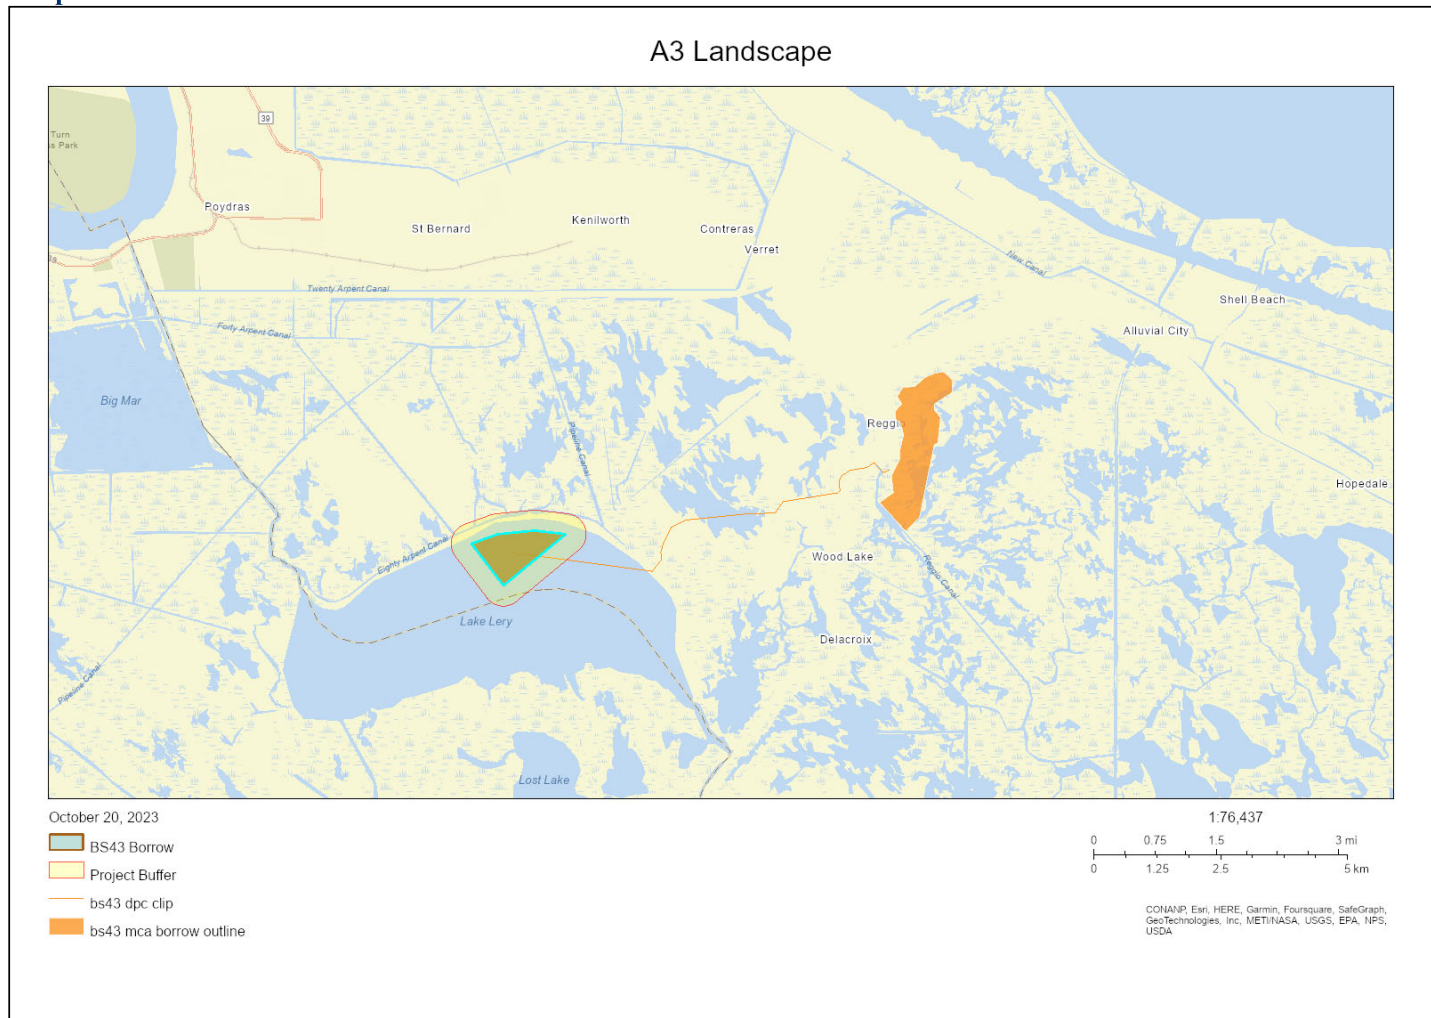 A3 Landscape
39
Turn
Park
Poydras
St Bernard
Kenilworth
Contreras
Verret
New Canal
Twenty Arpent Canal
Shell Beach
Forty Arpent Canal
Alluvial City
Big Mar
Reggio
Pipeline Canal
Hopedale
Eighty Arpent Canal
Wood Lake
Reggio Canal
Lake Lery
Delacroix
Pipeline Canal
Lost Lake
October 20, 2023
BS43 Borrow
Project Buffer
bs43 dpc clip
bs43 mca borrow outline
1:76,437
0 0.75 1.5 3 mi
0 1.25 2.5 5 km
CONANP, Esri, HERE, Garmin, Foursquare, SafeGraph,
GeoTechnologies, Inc, METI/NASA, USGS, EPA, NPS,
USDA